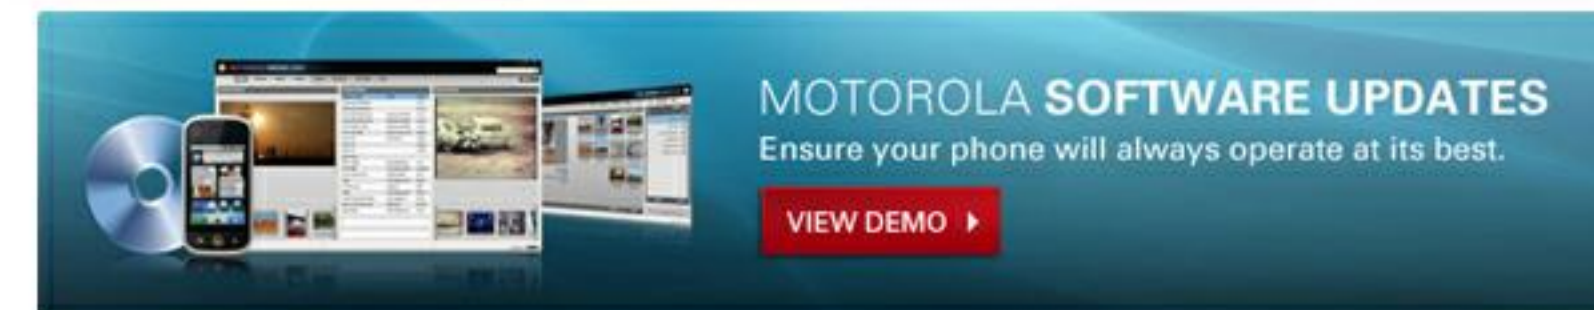 MOTOROLA SOFTWARE UPDATES
Ensure your phone will always operate at its best.
VIEW DEMO